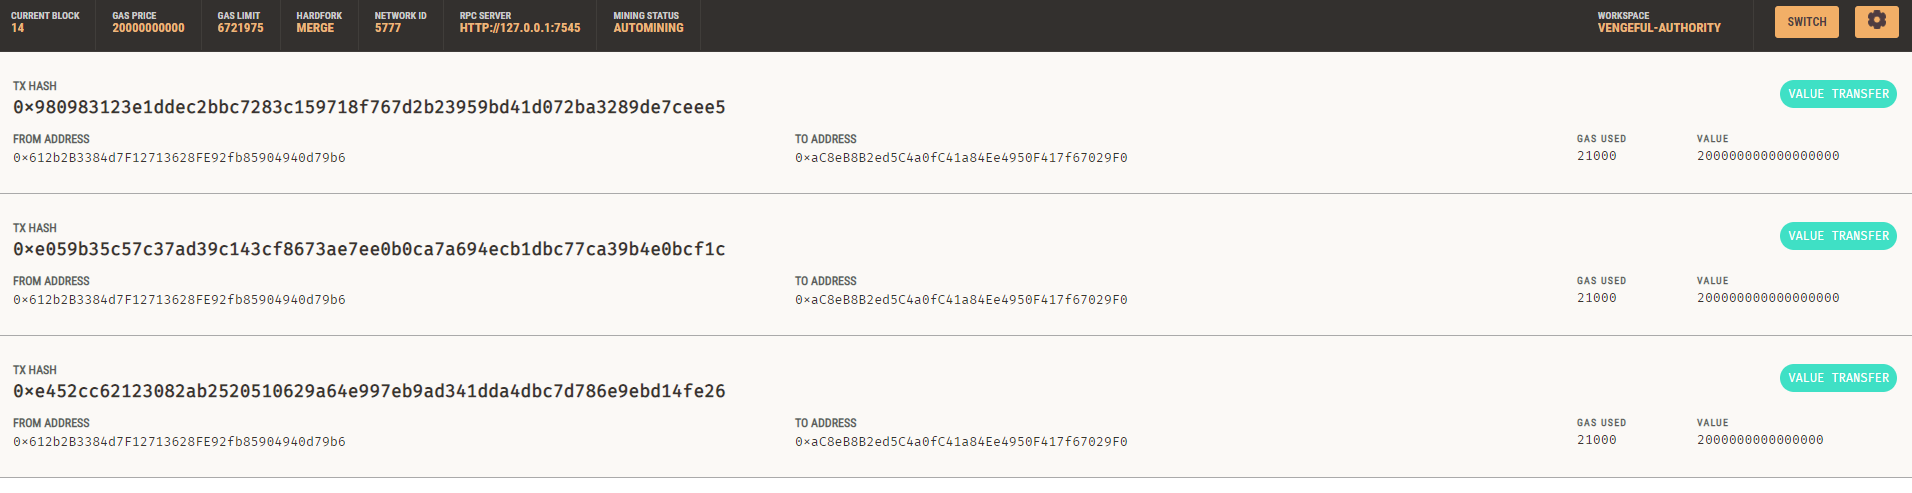 CURRENT BLOCK GAS PRICE GAS LIMIT HARDFORK NETWORK ID RPC SERVER MINING STATUS WORKSPACE
14 20000000000 6721975 MERGE 5777 HTTP://127.0.0.1:7545 AUTOMINING VENGEFUL-AUTHORITY SWITCH
TX HASH
0×980983123e1ddec2bbc7283c159718f767d2b23959bd41d072ba3289de7ceee5 VALUE TRANSFER
FROM ADDRESS TO ADDRESS GAS USED VALUE
0×612b2B3384d7F12713628FE92fb85904940d79b6 0×aC8eB8B2ed5C4a0fC41a84Ee4950F417f67029F0 21000 200000000000000000
TX HASH
0×e059b35c57c37ad39c143cf8673ae7ee0b0ca7a694ecb1dbc77ca39b4e0bcf1c VALUE TRANSFER
FROM ADDRESS TO ADDRESS GAS USED VALUE
0×612b2B3384d7F12713628FE92fb85904940d79b6 0×aC8eB8B2ed5C4a0fC41a84Ee4950F417f67029F0 21000 200000000000000000
TX HASH
0×e452cc62123082ab2520510629a64e997eb9ad341dda4dbc7d786e9ebd14fe26 VALUE TRANSFER
FROM ADDRESS TO ADDRESS GAS USED VALUE
0×612b2B3384d7F12713628FE92fb85904940d79b6 0×aC8eB8B2ed5C4a0fC41a84Ee4950F417f67029F0 21000 2000000000000000